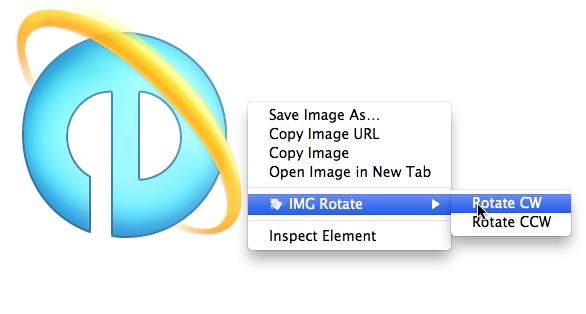 Save Image As...
Copy Image URL
Copy Image
Open Image in New Tab
IMG Rotate
Rotate CW
Rotate CCW
Inspect Element